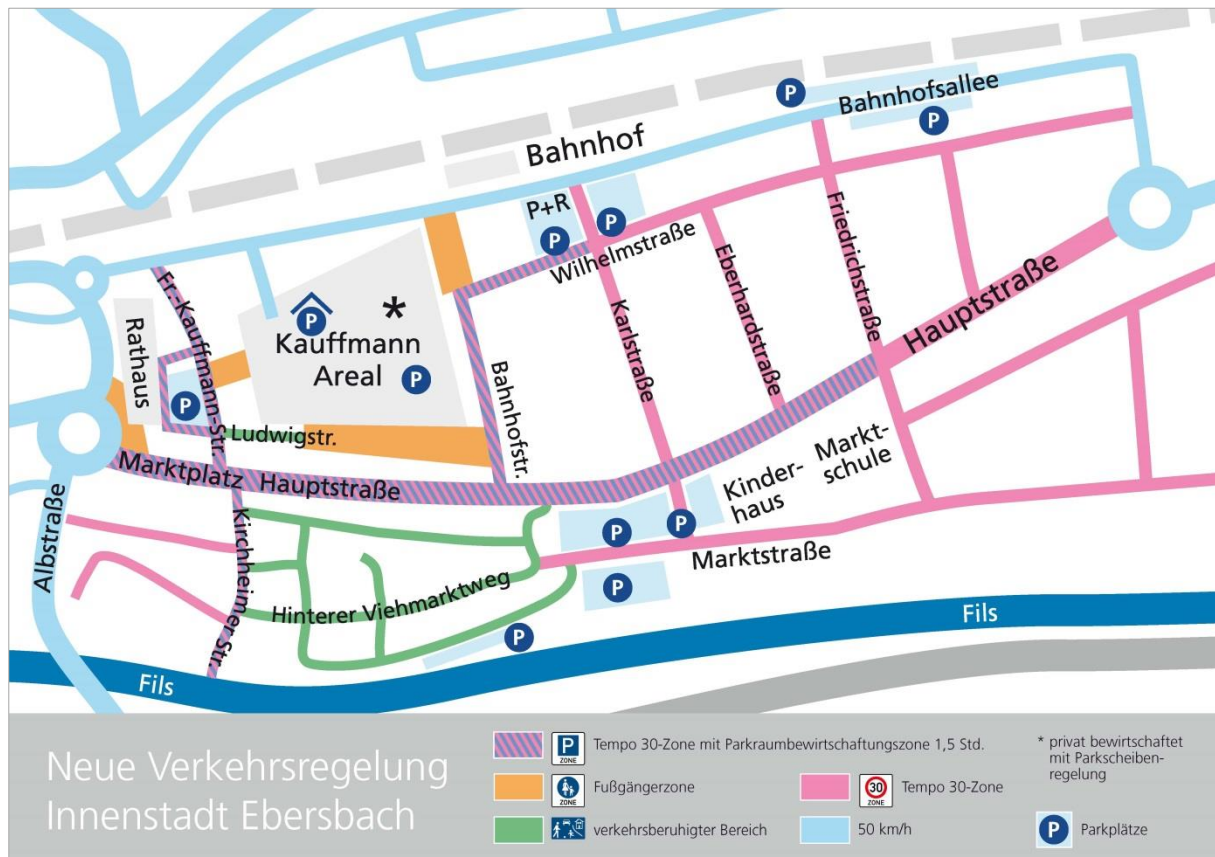 P
Bahnhofsallee
P
Bahnhof
P+R
P
P
Wilhelmstraße
Fr.-Kauffmann-Str.
Eberhardstraße
Friedrichstraße
Hauptstraße
Karlstraße
Rathaus
P
*
Kauffmann
Areal
P
P
Bahnhofstr.
Ludwigstr.
Marktplatz
Hauptstraße
Kinder-
haus
Markt-
schule
P
P
Marktstraße
Albstraße
Kirchheimer Str.
Hinterer Viehmarktweg
P
P
Fils
Fils
Neue Verkehrsregelung
Innenstadt Ebersbach
P
ZONE
Tempo 30-Zone mit Parkraumbewirtschaftungszone 1,5 Std.
ZONE
Fußgängerzone
verkehrsberuhigter Bereich
30
ZONE
Tempo 30-Zone
50 km/h
* privat bewirtschaftet
mit Parkscheiben-
regelung
P
Parkplätze